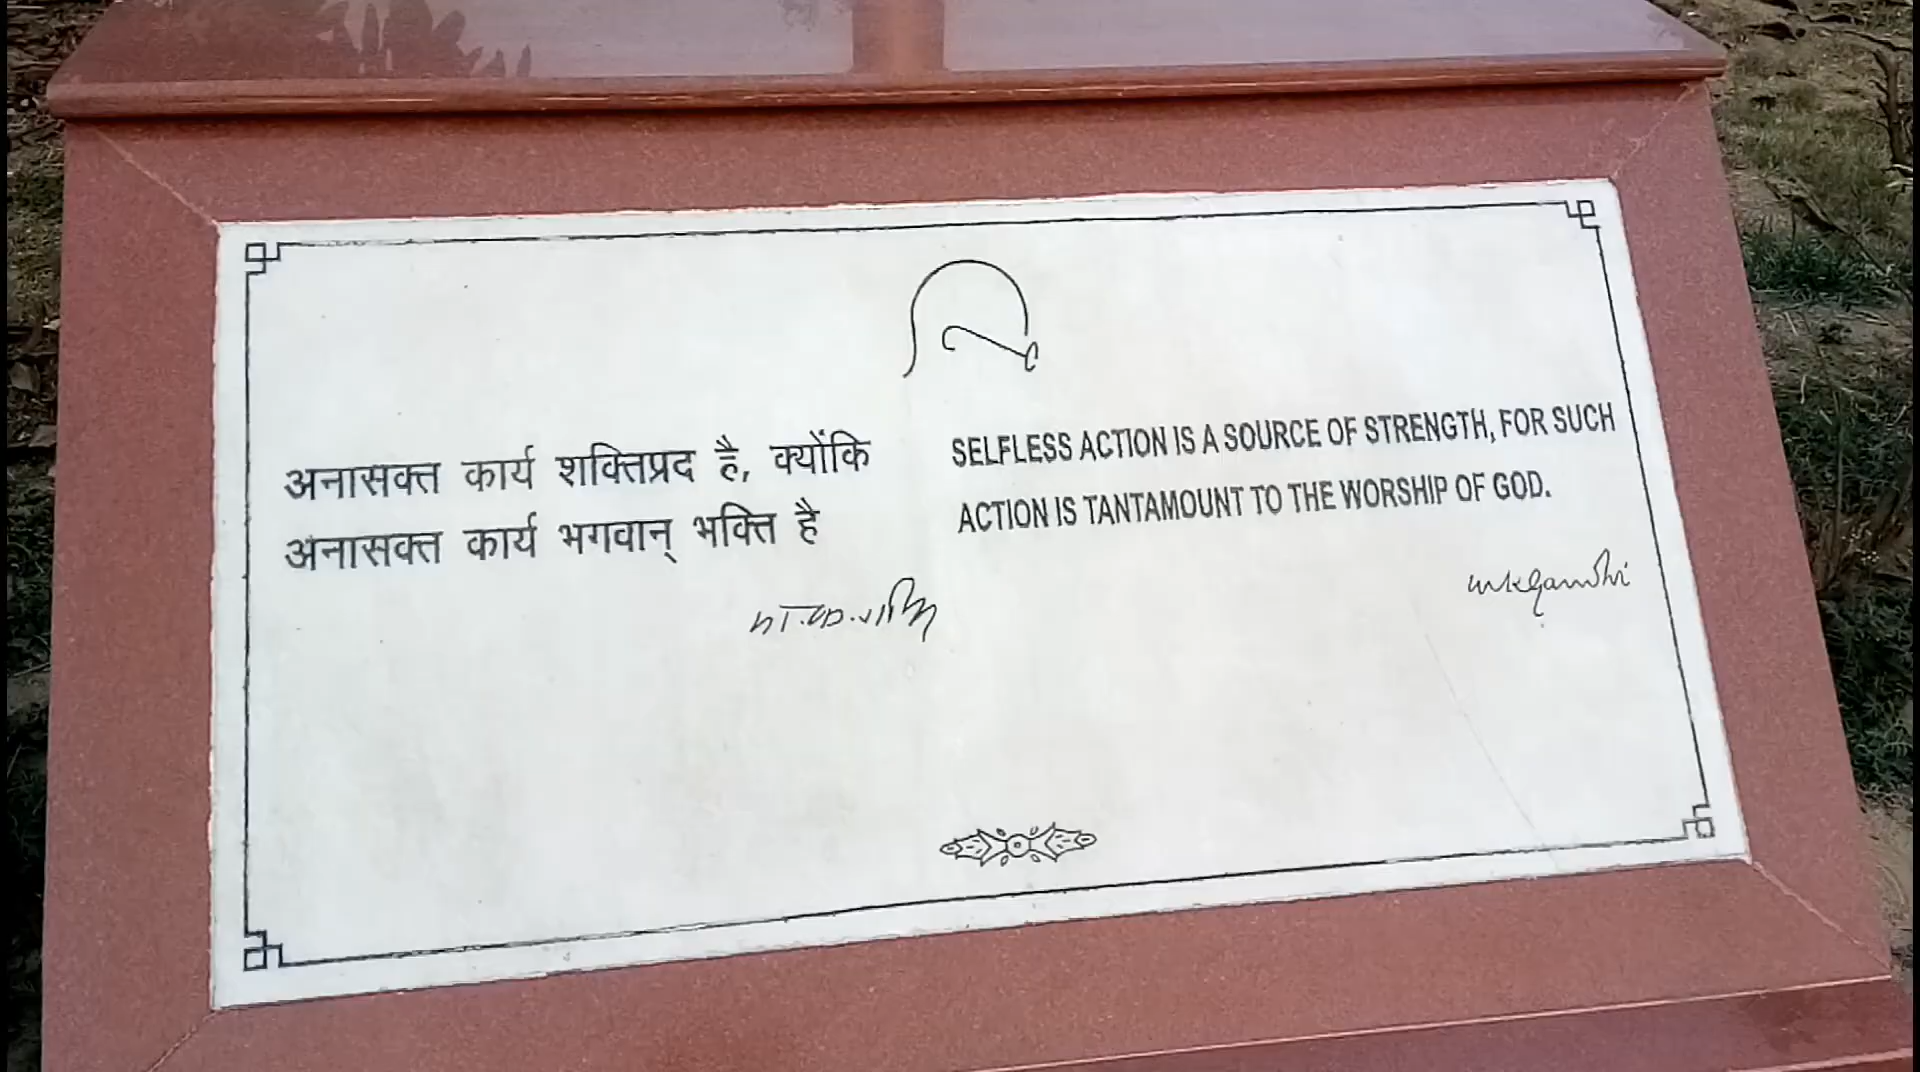 अनासक्त कार्य शक्तिप्रद है, क्योंकि
अनासक्त कार्य भगवान् भक्ति है
SELFLESS ACTION IS A SOURCE OF STRENGTH, FOR SUCH
ACTION IS TANTAMOUNT TO THE WORSHIP OF GOD.
mkgandhi